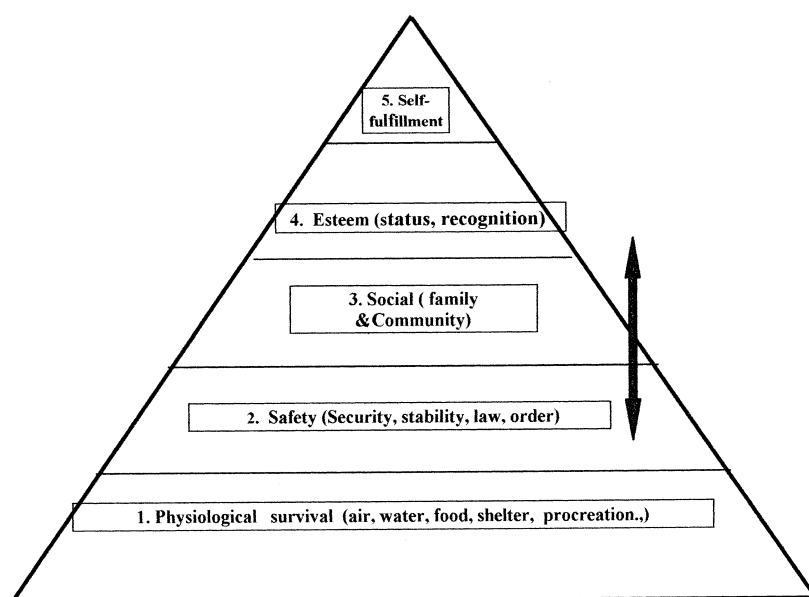 5. Self-
fulfillment
4. Esteem (status, recognition)
3. Social ( family
&Community)
2. Safety (Security, stability, law, order)
1. Physiological survival (air, water, food, shelter, procreation.,)